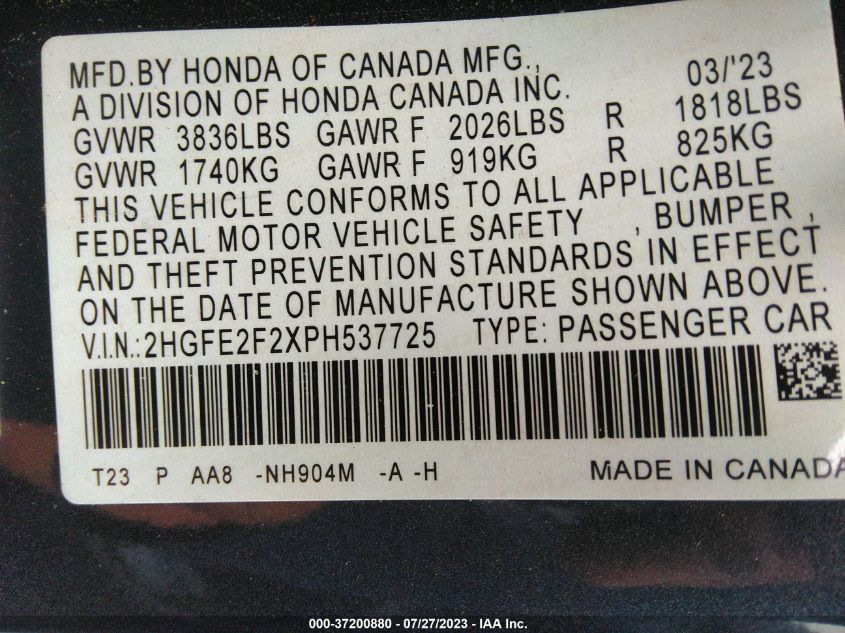 MFD.BY HONDA OF CANADA MFG., 03/'23
A DIVISION OF HONDA CANADA INC.
GVWR 3836LBS GAWR F 2026LBS R 1818LBS
GVWR 1740KG GAWR F 919KG R 825KG
THIS VEHICLE CONFORMS TO ALL APPLICABLE
FEDERAL MOTOR VEHICLE SAFETY , BUMPER ,
AND THEFT PREVENTION STANDARDS IN EFFECT
ON THE DATE OF MANUFACTURE SHOWN ABOVE.
V.I.N.:2HGFE2F2XPH537725 TYPE: PASSENGER CAR
T23 P AA8 -NH904M -A -H MADE IN CANADA
000-37200880 - 07/27/2023 - IAA Inc.